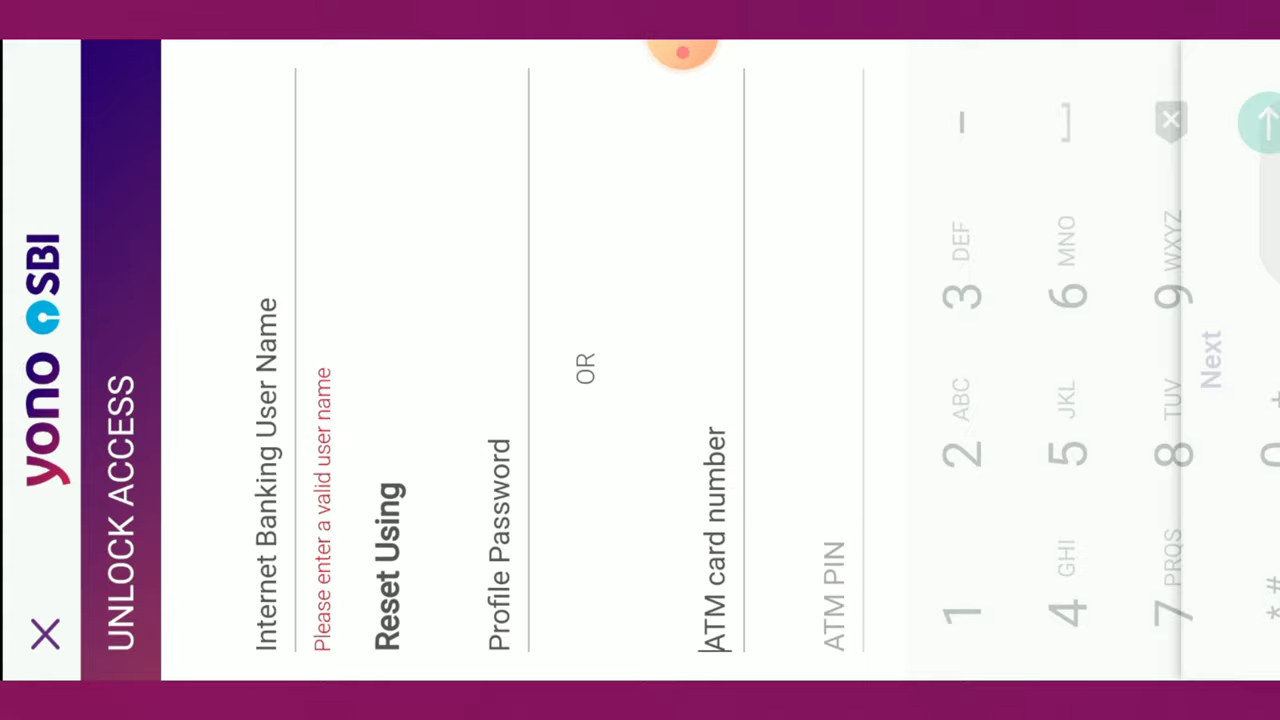 yono SBI
UNLOCK ACCESS
Internet Banking User Name
Please enter a valid user name
Reset Using
Profile Password
OR
ATM card number
ATM PIN
1 2 ABC 3 DEF -
4 GHI 5 JKL 6 MNO
7 PRQS 8 TUV 9 WXYZ
Next
* # 0 +